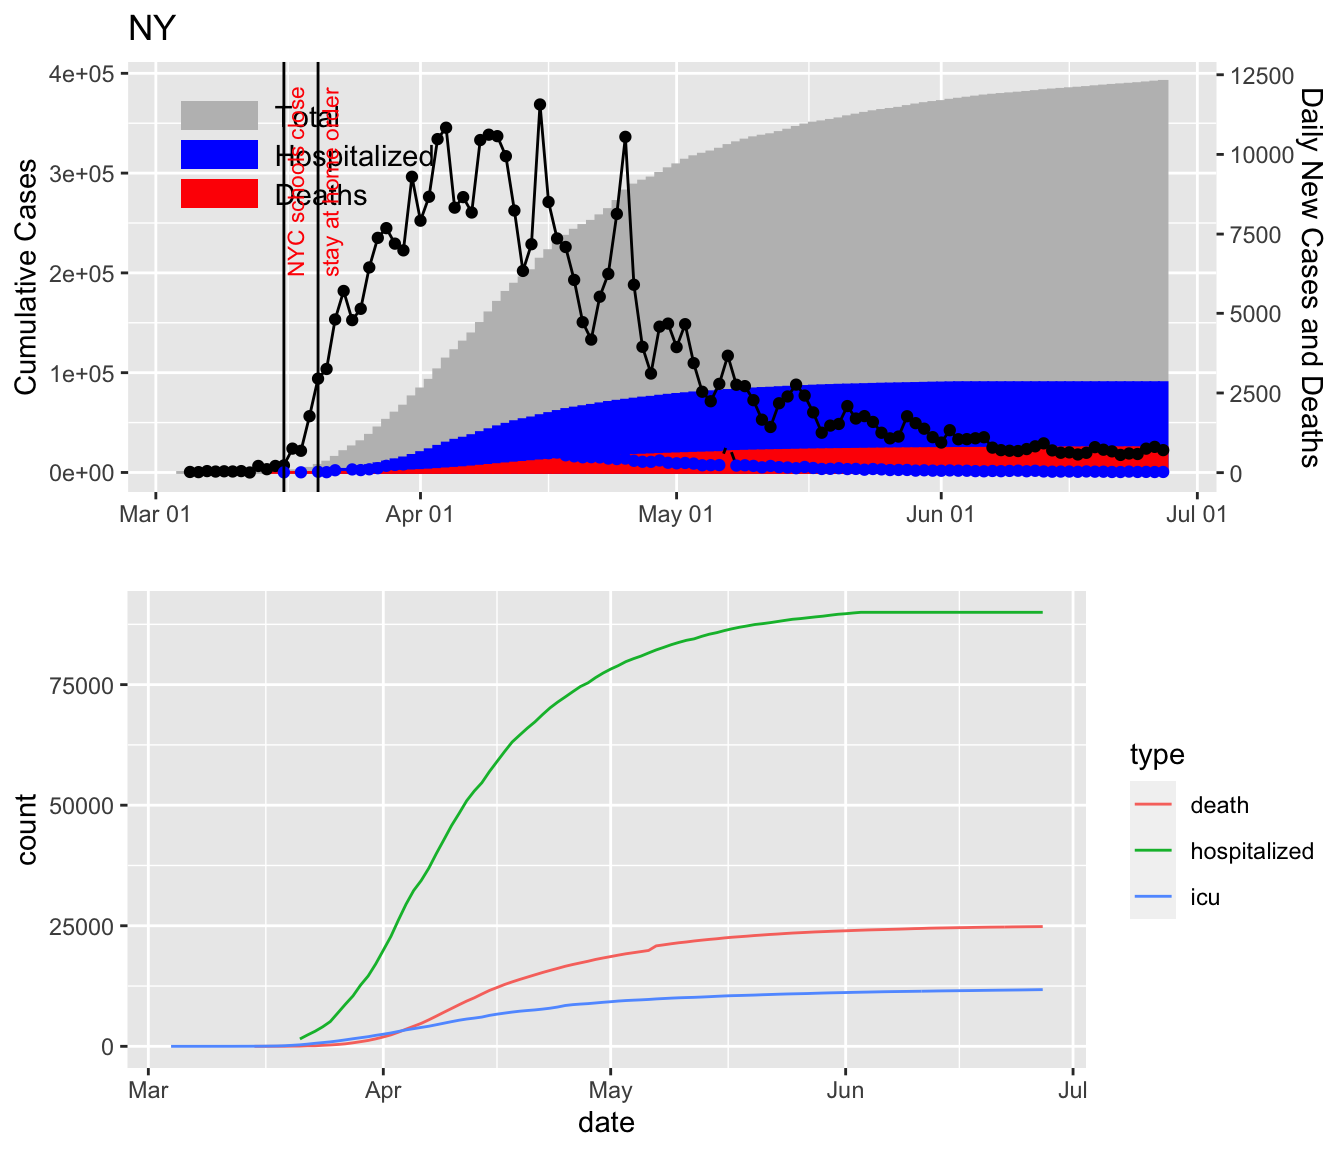 NY
4e+05
3e+05
2e+05
1e+05
0e+00
Cumulative Cases
Total
Hospitalized
Deaths
NYC schools close
stay at home order
12500
10000
7500
5000
2500
0
Daily New Cases and Deaths
Mar 01
Apr 01
May 01
Jun 01
Jul 01
75000
50000
25000
0
count
Mar
Apr
May
Jun
Jul
date
type
death
hospitalized
icu